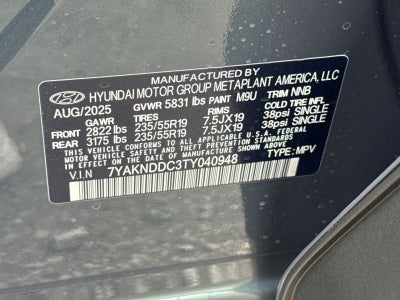 MANUFACTURED BY
HYUNDAI MOTOR GROUP METAPLANT AMERICA, LLC
AUG/2025 GVWR 5831 lbs PAINT M9U TRIM NNB
GAWR TIRES RIMS COLD TIRE INFL
FRONT 2822 lbs 235/55R19 7.5JX19 38psi SINGLE
REAR 3175 lbs 235/55R19 7.5JX19 38psi SINGLE
THIS VEHICLE CONFORMS TO ALL APPLICABLE U.S.A. FEDERAL
MOTOR VEHICLE SAFETY AND THEFT PREVENTION STANDARDS
IN EFFECT ON THE DATE OF MANUFACTURE SHOWN ABOVE.
V.I.N 7YAKNDDC3TY040948 TYPE: MPV